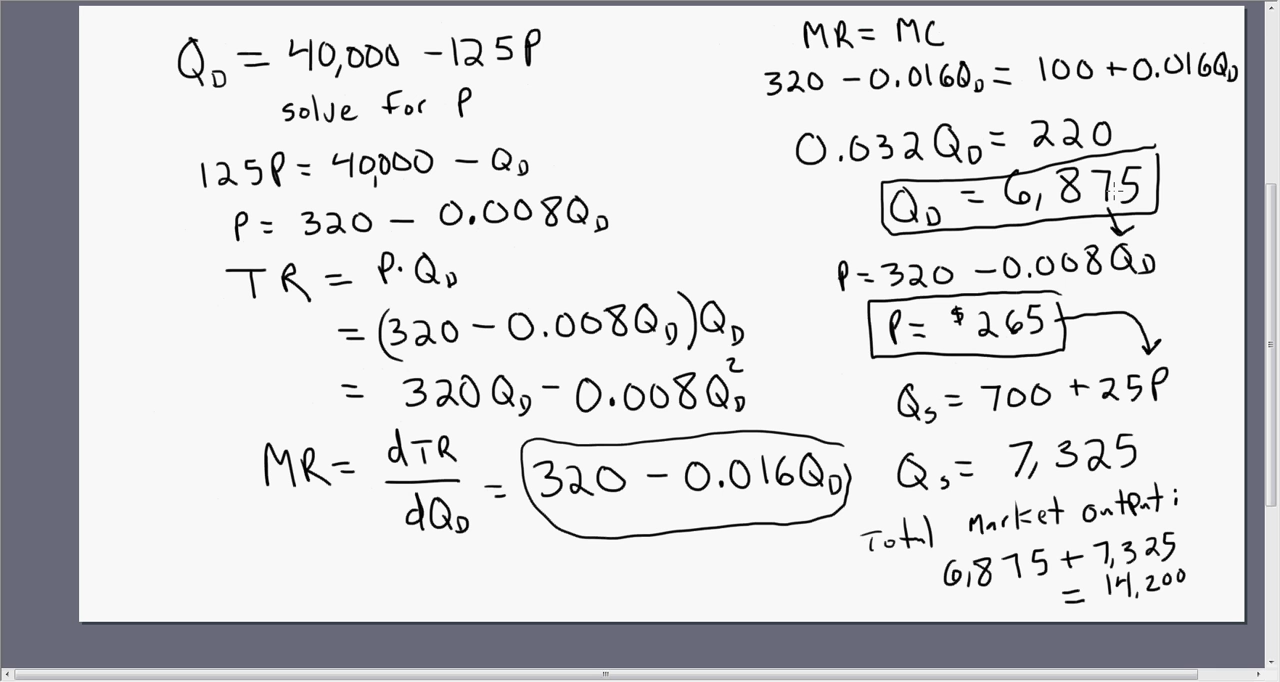 Q_D = 40,000 - 125P
solve for P
125P = 40,000 - Q_D
P = 320 - 0.008Q_D
TR = P·Q_D
= (320 - 0.008Q_D)Q_D
= 320Q_D - 0.008Q_D²
MR = dTR/dQ_D = 320 - 0.016Q_D
MR = MC
320 - 0.016Q_D = 100 + 0.016Q_D
0.032Q_D = 220
Q_D = 6,875
P = 320 - 0.008Q_D
P = $265
Q_s = 700 + 25P
Q_s = 7,325
Total Market output:
6,875 + 7,325
= 14,200